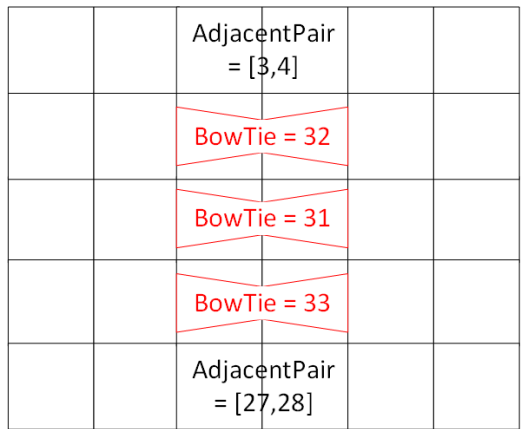 AdjacentPair
= [3,4]
BowTie = 32
BowTie = 31
BowTie = 33
AdjacentPair
= [27,28]